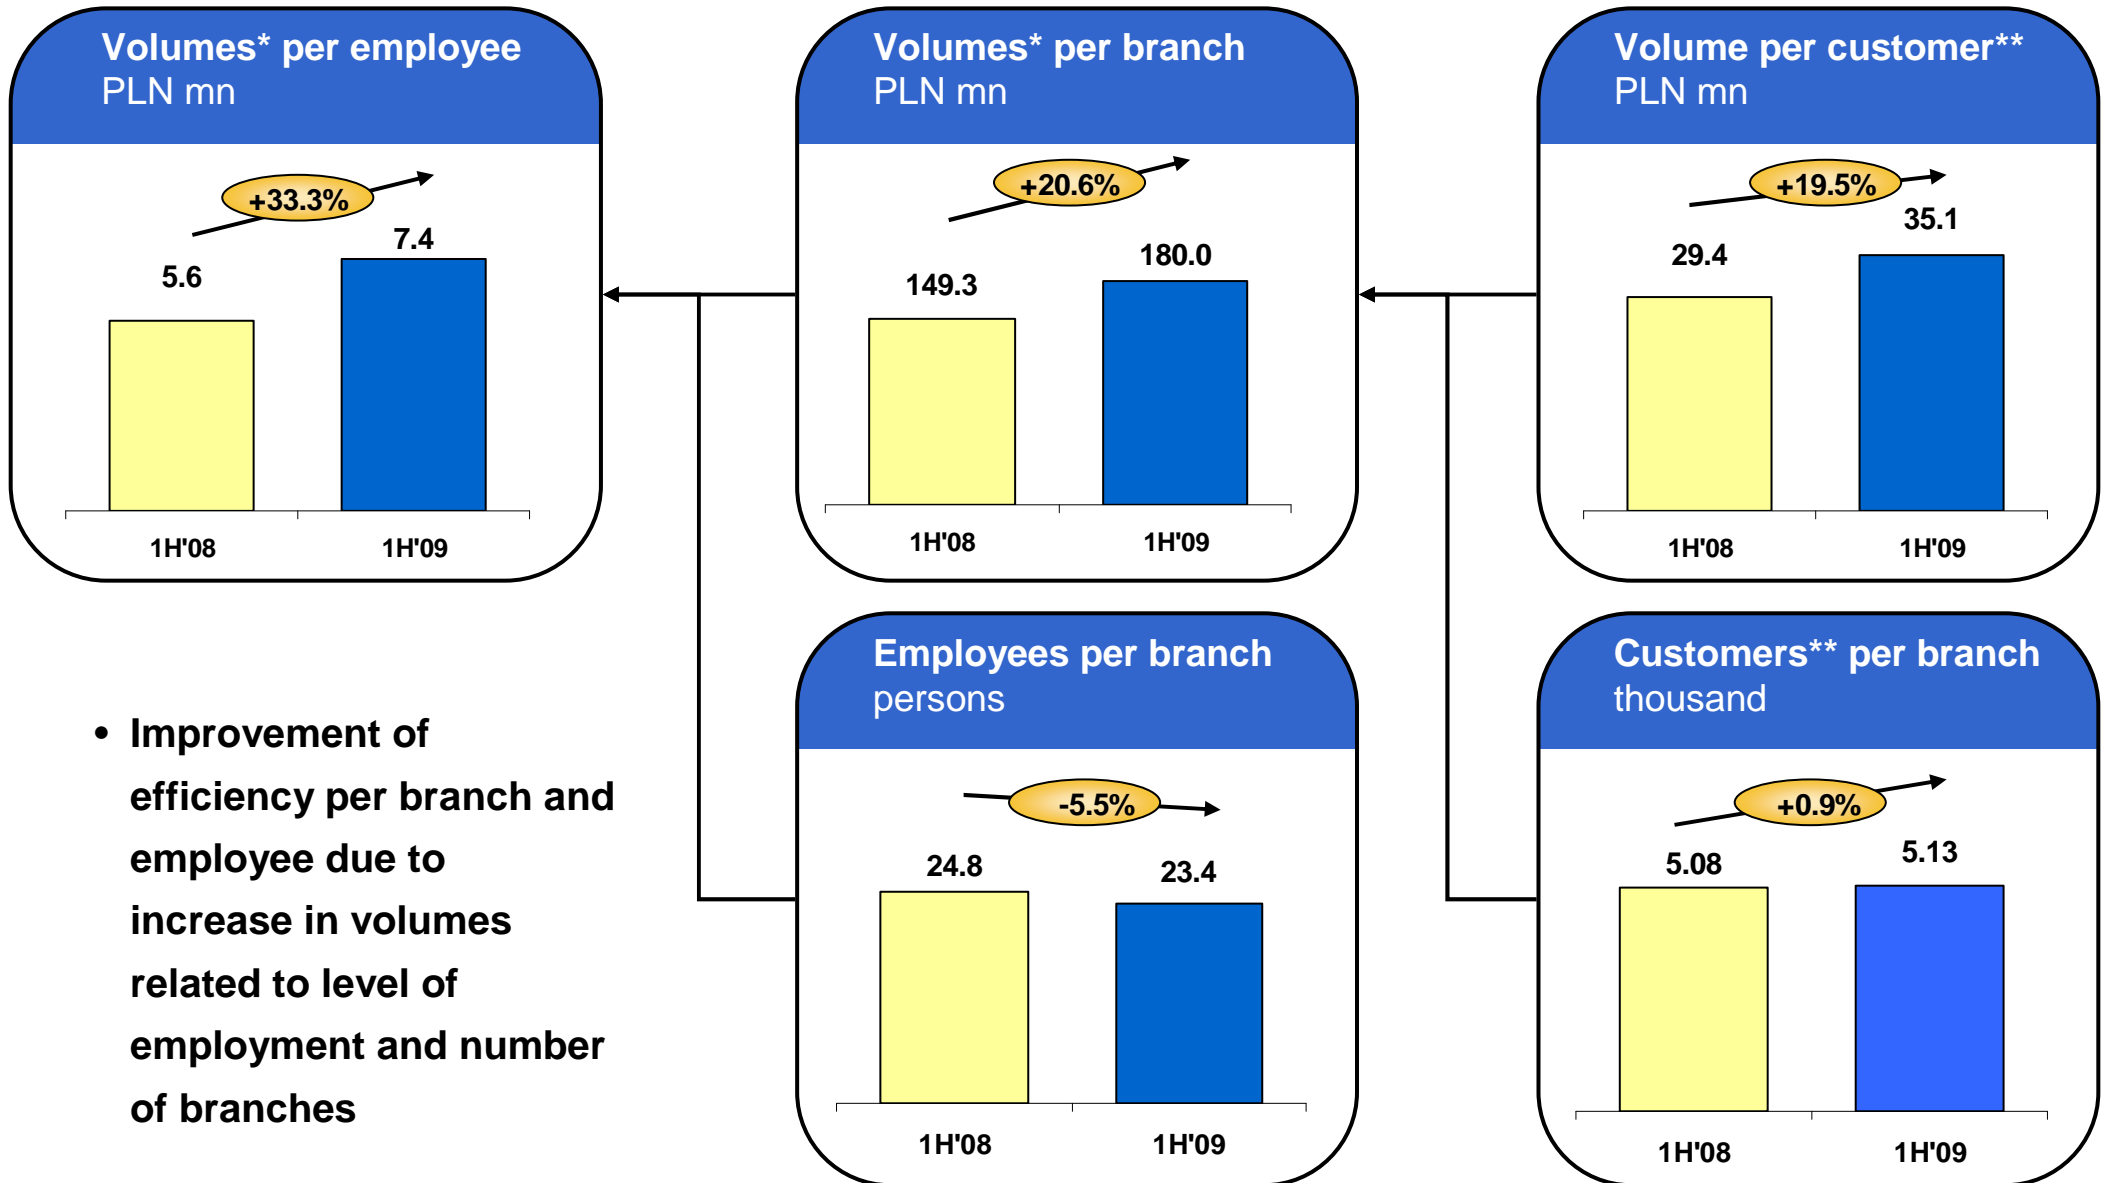 Volumes* per employee
PLN mn
+33.3%
5.6
7.4
1H'08
1H'09
Volumes* per branch
PLN mn
+20.6%
149.3
180.0
1H'08
1H'09
Volume per customer**
PLN mn
+19.5%
29.4
35.1
1H'08
1H'09
• Improvement of
efficiency per branch and
employee due to
increase in volumes
related to level of
employment and number
of branches
Employees per branch
persons
-5.5%
24.8
23.4
1H'08
1H'09
Customers** per branch
thousand
+0.9%
5.08
5.13
1H'08
1H'09